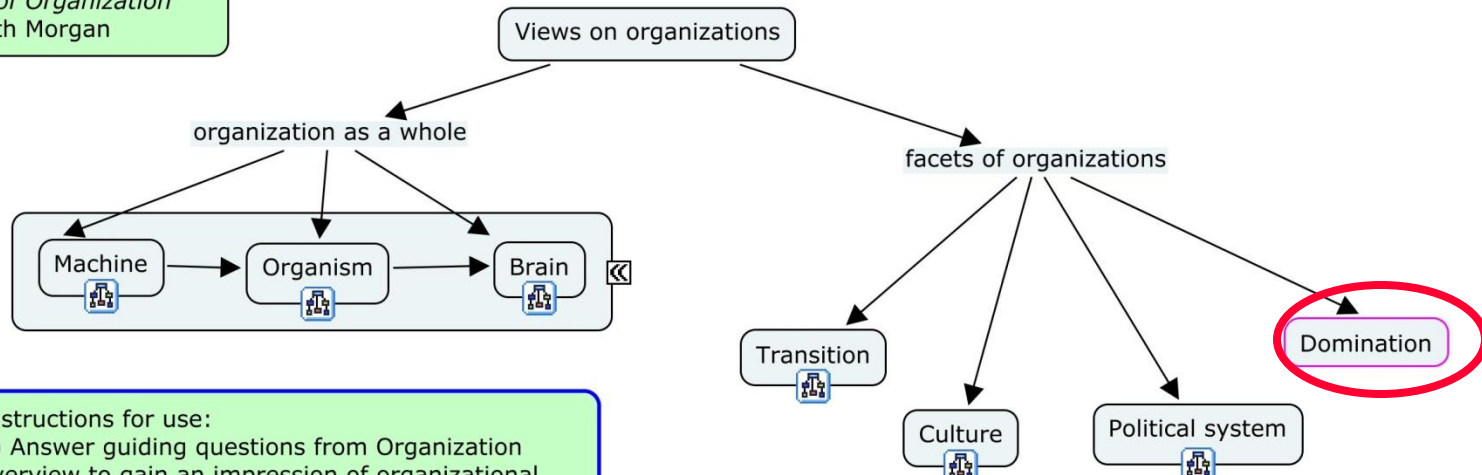 of Organization
th Morgan
Views on organizations
organization as a whole
facets of organizations
Machine
Organism
Brain
Transition
Domination
Culture
Political system
structions for use:
Answer guiding questions from Organization
verview to gain an impression of organizational